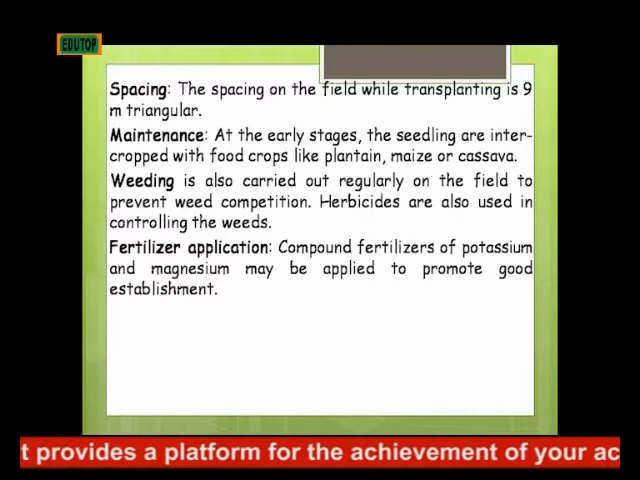 EDUTOP
Spacing: The spacing on the field while transplanting is 9
m triangular.
Maintenance: At the early stages, the seedling are inter-
cropped with food crops like plantain, maize or cassava.
Weeding is also carried out regularly on the field to
prevent weed competition. Herbicides are also used in
controlling the weeds.
Fertilizer application: Compound fertilizers of potassium
and magnesium may be applied to promote good
establishment.
t provides a platform for the achievement of your ac